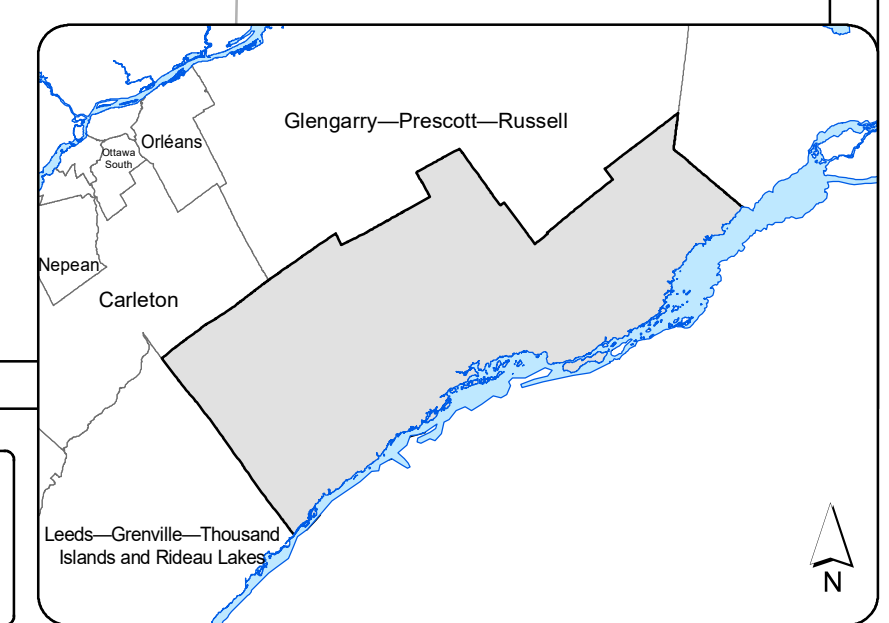 Glengarry—Prescott—Russell
Orléans
Ottawa
South
Nepean
Carleton
Leeds—Grenville—Thousand
Islands and Rideau Lakes
N